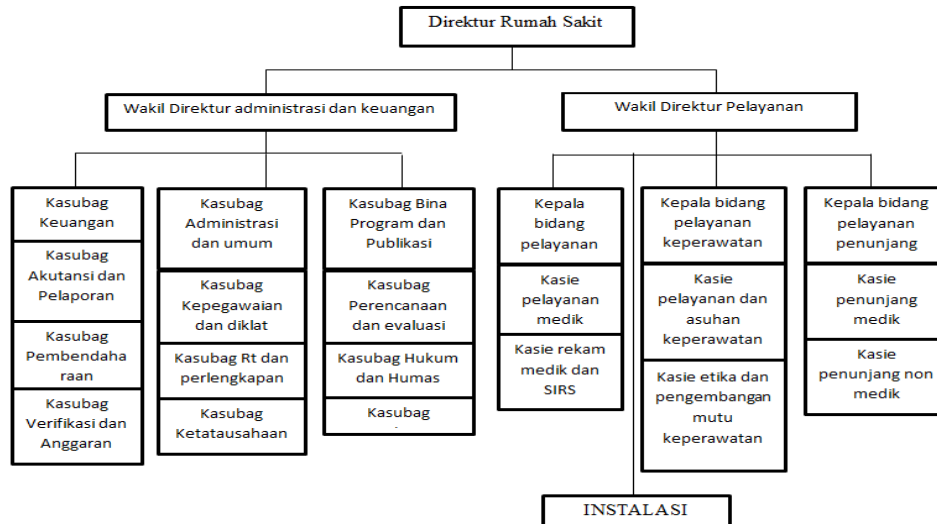 Direktur Rumah Sakit
Wakil Direktur administrasi dan keuangan
Wakil Direktur Pelayanan
Kasubag
Keuangan
Kasubag
Akutansi dan
Pelaporan
Kasubag
Pembendaha
raan
Kasubag
Verifikasi dan
Anggaran
Kasubag
Administrasi
dan umum
Kasubag
Kepegawaian
dan diklat
Kasubag Rt dan
perlengkapan
Kasubag
Ketatausahaan
Kasubag Bina
Program dan
Publikasi
Kasubag
Perencanaan
dan evaluasi
Kasubag Hukum
dan Humas
Kasubag
Kepala
bidang
pelayanan
Kasie
pelayanan
medik
Kasie rekam
medik dan
SIRS
Kepala bidang
pelayanan
keperawatan
Kasie
pelayanan dan
asuhan
keperawatan
Kasie etika dan
pengembangan
mutu
keperawatan
Kepala bidang
pelayanan
penunjang
Kasie
penunjang
medik
Kasie
penunjang non
medik
INSTALASI